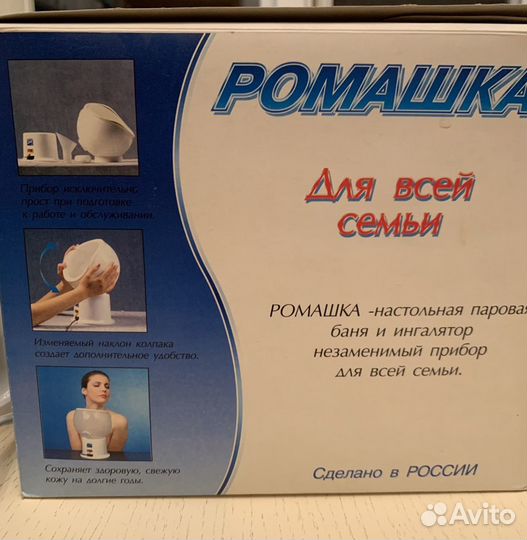 РОМАШКА
Для всей
семьи
РОМАШКА -настольная паровая
баня и ингалятор
незаменимый прибор
для всей семьи.
Сделано в РОССИИ
Прибор исключительно
прост при подготовке
к работе и обслуживании.
Изменяемый наклон колпака
создает дополнительное удобство.
Сохраняет здоровую, свежую
кожу на долгие годы.
Avito